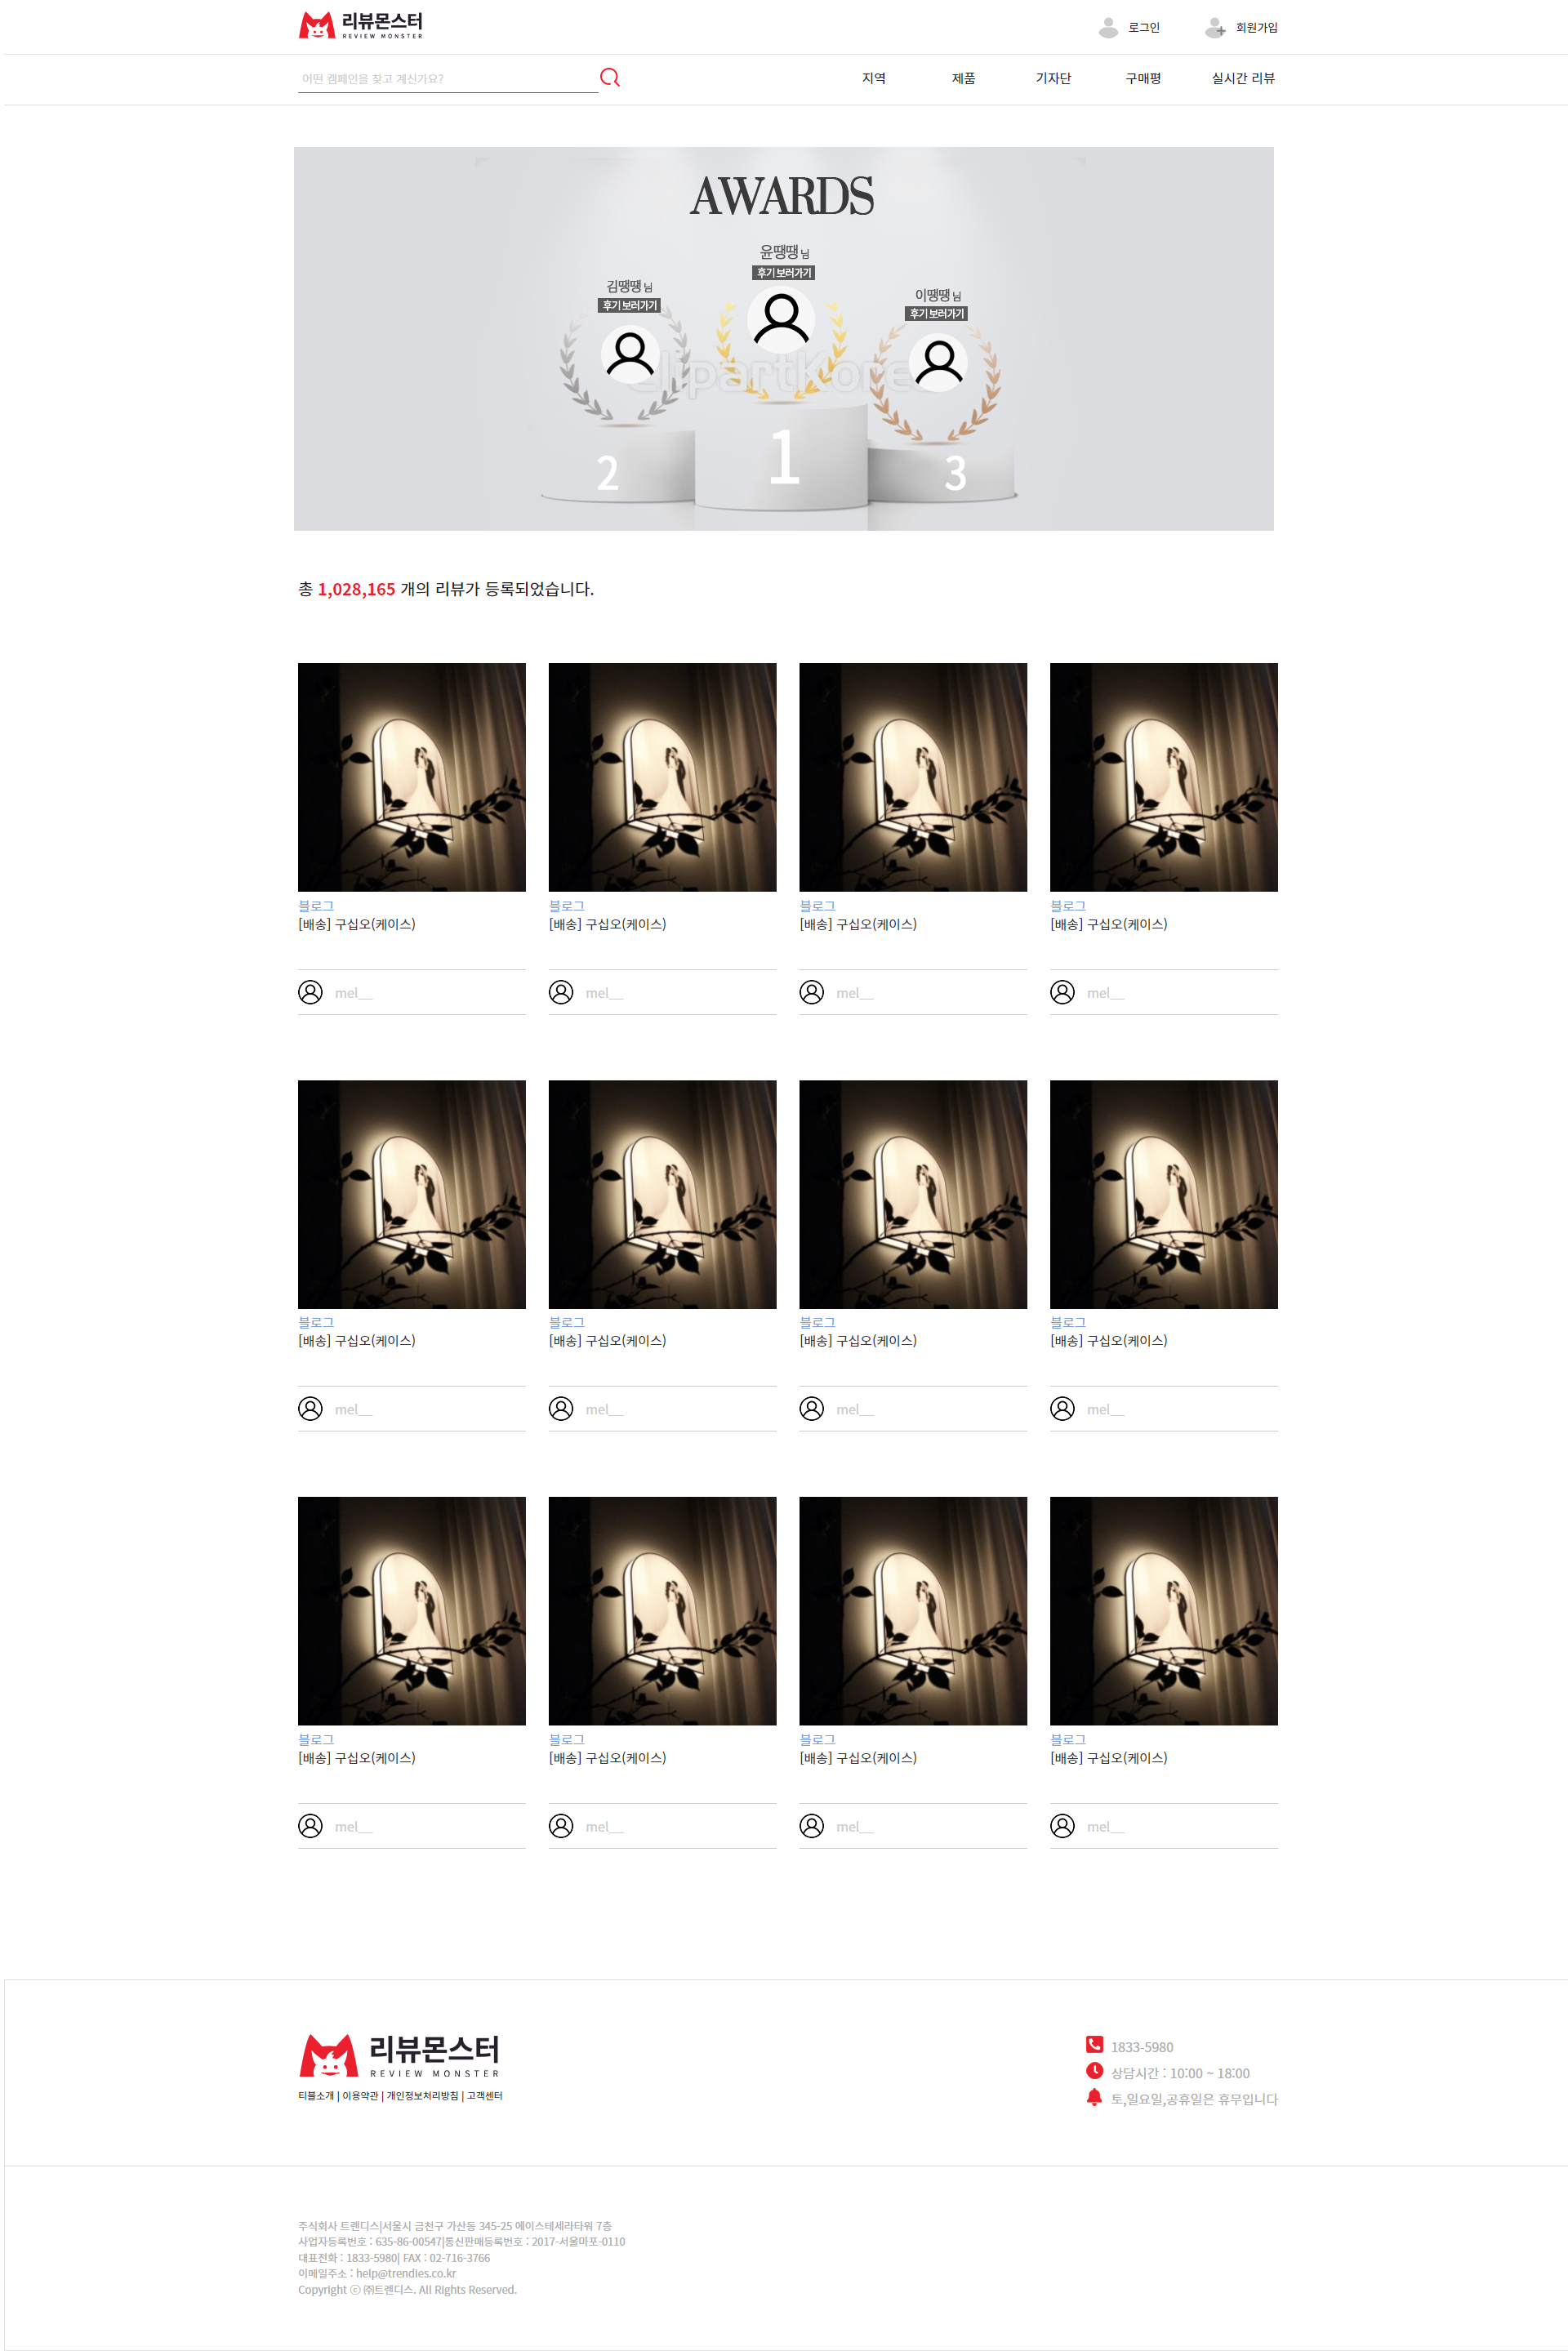 리뷰몬스터
REVIEW MONSTER
로그인
회원가입
어떤 캠페인을 찾고 계신가요?
지역
제품
기자단
구매평
실시간 리뷰
AWARDS
윤땡땡 님
후기 보러가기
김땡땡 님
후기 보러가기
이땡땡 님
후기 보러가기
1
2
3
총 1,028,165 개의 리뷰가 등록되었습니다.
블로그
[배송] 구십오(케이스)
mel__
블로그
[배송] 구십오(케이스)
mel__
블로그
[배송] 구십오(케이스)
mel__
블로그
[배송] 구십오(케이스)
mel__
블로그
[배송] 구십오(케이스)
mel__
블로그
[배송] 구십오(케이스)
mel__
블로그
[배송] 구십오(케이스)
mel__
블로그
[배송] 구십오(케이스)
mel__
블로그
[배송] 구십오(케이스)
mel__
블로그
[배송] 구십오(케이스)
mel__
블로그
[배송] 구십오(케이스)
mel__
블로그
[배송] 구십오(케이스)
mel__
리뷰몬스터
REVIEW MONSTER
티블소개 | 이용약관 | 개인정보처리방침 | 고객센터
1833-5980
상담시간 : 10:00 ~ 18:00
토,일요일,공휴일은 휴무입니다
주식회사 트렌디스|서울시 금천구 가산동 345-25 에이스테세라타워 7층
사업자등록번호 : 635-86-00547|통신판매등록번호 : 2017-서울마포-0110
대표전화 : 1833-5980| FAX : 02-716-3766
이메일주소 : help@trendies.co.kr
Copyright ⓒ ㈜트렌디스. All Rights Reserved.